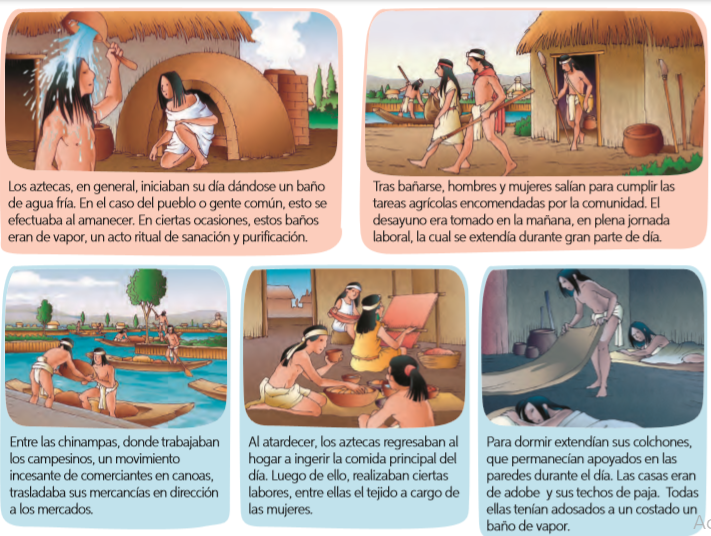 Los aztecas, en general, iniciaban su día dándose un baño
de agua fría. En el caso del pueblo o gente común, esto se
efectuaba al amanecer. En ciertas ocasiones, estos baños
eran de vapor, un acto ritual de sanación y purificación.
Tras bañarse, hombres y mujeres salían para cumplir las
tareas agrícolas encomendadas por la comunidad. El
desayuno era tomado en la mañana, en plena jornada
laboral, la cual se extendía durante gran parte de día.
Entre las chinampas, donde trabajaban
los campesinos, un movimiento
incesante de comerciantes en canoas,
trasladaba sus mercancías en dirección
a los mercados.
Al atardecer, los aztecas regresaban al
hogar a ingerir la comida principal del
día. Luego de ello, realizaban ciertas
labores, entre ellas el tejido a cargo de
las mujeres.
Para dormir extendían sus colchones,
que permanecían apoyados en las
paredes durante el día. Las casas eran
de adobe y sus techos de paja. Todas
ellas tenían adosados a un costado un
baño de vapor.